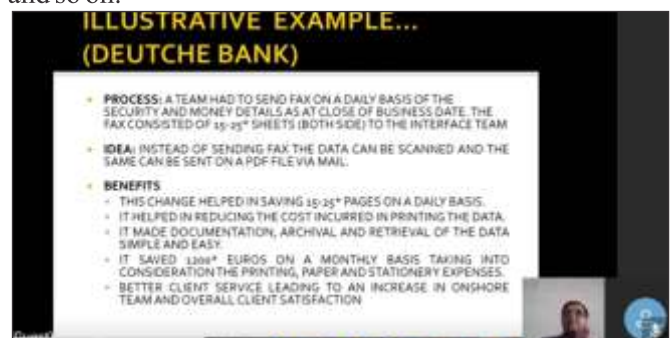 and so on.
ILLUSTRATIVE EXAMPLE...
(DEUTCHE BANK)
PROCESS: A TEAM HAD TO SEND FAX ON A DAILY BASIS OF THE
SECURITY AND MONEY DETAILS AS AT CLOSE OF BUSINESS DATE. THE
FAX CONSISTED OF 15-25* SHEETS (BOTH SIDE) TO THE INTERFACE TEAM
IDEA: INSTEAD OF SENDING FAX THE DATA CAN BE SCANNED AND THE
SAME CAN BE SENT ON A PDF FILE VIA MAIL.
BENEFITS
THIS CHANGE HELPED IN SAVING 15-25* PAGES ON A DAILY BASIS.
IT HELPED IN REDUCING THE COST INCURRED IN PRINTING THE DATA.
IT MADE DOCUMENTATION, ARCHIVAL AND RETRIEVAL OF THE DATA
SIMPLE AND EASY.
IT SAVED 1200* EUROS ON A MONTHLY BASIS TAKING INTO
CONSIDERATION THE PRINTING, PAPER AND STATIONERY EXPENSES.
BETTER CLIENT SERVICE LEADING TO AN INCREASE IN ONSHORE
TEAM AND OVERALL CLIENT SATISFACTION